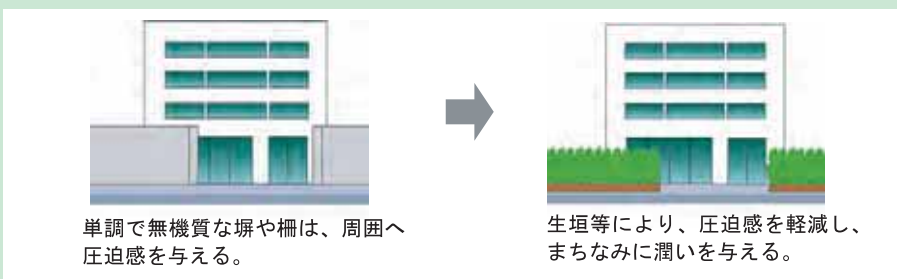 単調で無機質な塀や柵は、周囲へ
圧迫感を与える。
生垣等により、圧迫感を軽減し、
まちなみに潤いを与える。